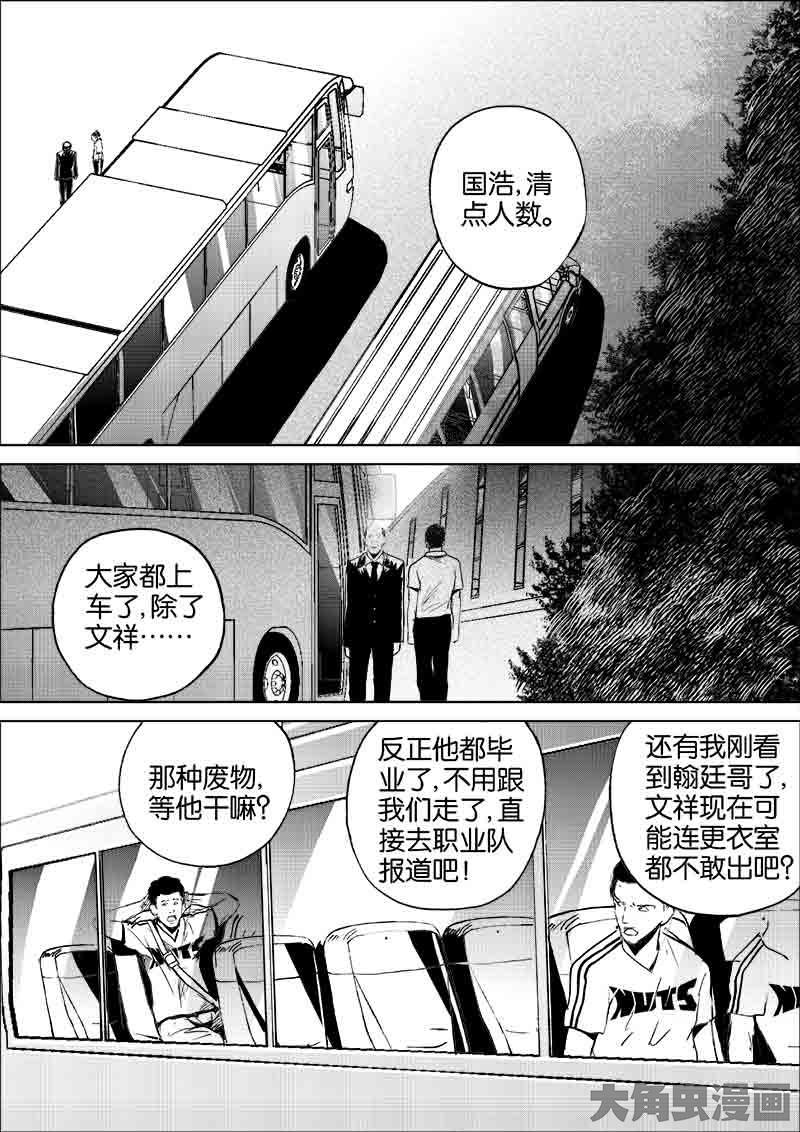 国浩,清
点人数。
大家都上
车了,除了
文祥……
那种废物,
等他干嘛?
反正他都毕
业了,不用跟
我们走了,直
接去职业队
报道吧!
还有我刚看
到翰廷哥了,
文祥现在可
能连更衣室
都不敢出吧?
NUTS
NUTS
大角虫漫画